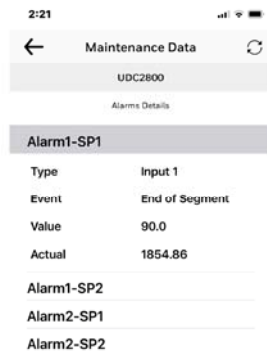 2:21
Maintenance Data
UDC2800
Alarms Details
Alarm1-SP1
Type Input 1
Event End of Segment
Value 90.0
Actual 1854.86
Alarm1-SP2
Alarm2-SP1
Alarm2-SP2